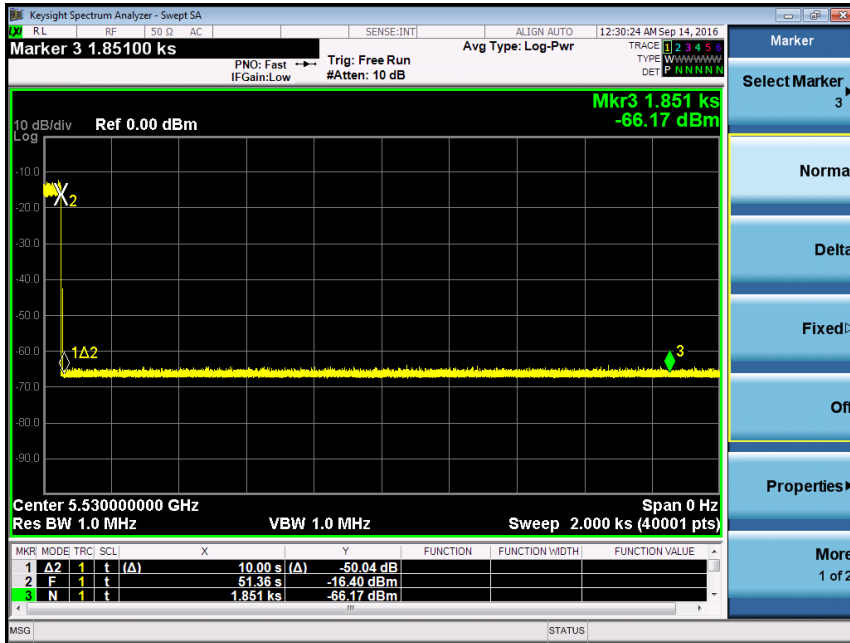 Keysight Spectrum Analyzer - Swept SA
LXI RL RF 50 Ω AC SENSE:INT ALIGN AUTO 12:30:24 AM Sep 14, 2016
Marker 3 1.85100 ks
PNO: Fast
IFGain:Low
Trig: Free Run
#Atten: 10 dB
Avg Type: Log-Pwr
TRACE 1 2 3 4 5 6
TYPE WWWWWW
DET P N N N N N
Mkr3 1.851 ks
-66.17 dBm
10 dB/div Ref 0.00 dBm
Log
-10.0
-20.0
-30.0
-40.0
-50.0
-60.0
-70.0
-80.0
-90.0
2
1Δ2
3
Center 5.530000000 GHz Span 0 Hz
Res BW 1.0 MHz VBW 1.0 MHz Sweep 2.000 ks (40001 pts)
MKR MODE TRC SCL X Y FUNCTION FUNCTION WIDTH FUNCTION VALUE
1 Δ2 1 t (Δ) 10.00 s (Δ) -50.04 dB
2 F 1 t 51.36 s -16.40 dBm
3 N 1 t 1.851 ks -66.17 dBm
MSG STATUS
Marker
Select Marker
3
Norma
Delta
Fixed
Off
Properties
More
1 of 2